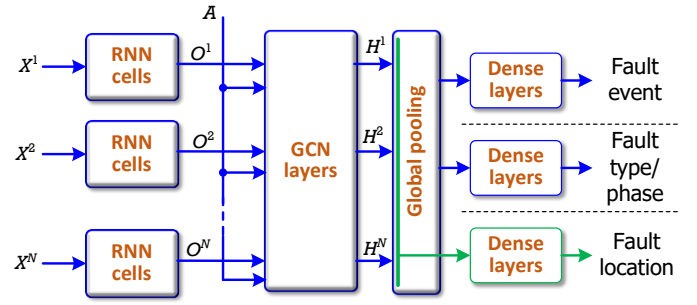 A
X¹
RNN
cells
O¹
H¹
Dense
layers
Fault
event
X²
RNN
cells
O²
GCN
layers
H²
Global pooling
Dense
layers
Fault
type/
phase
Xᴺ
RNN
cells
Oᴺ
Hᴺ
Dense
layers
Fault
location